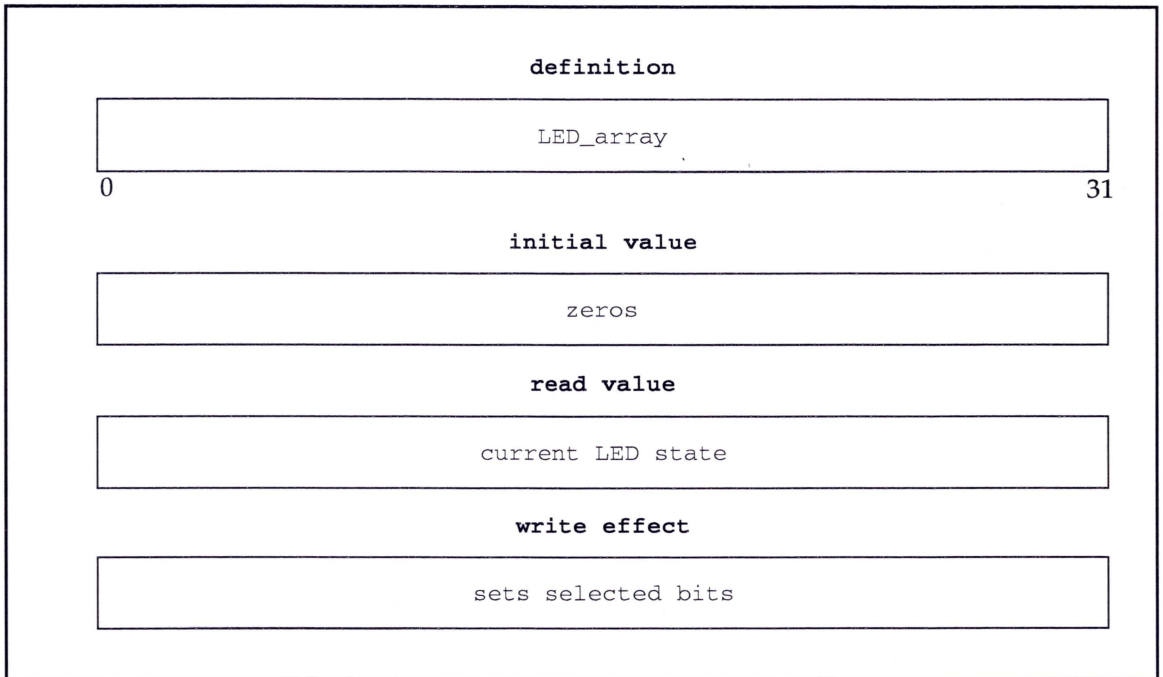 definition
LED_array
0 31
initial value
zeros
read value
current LED state
write effect
sets selected bits